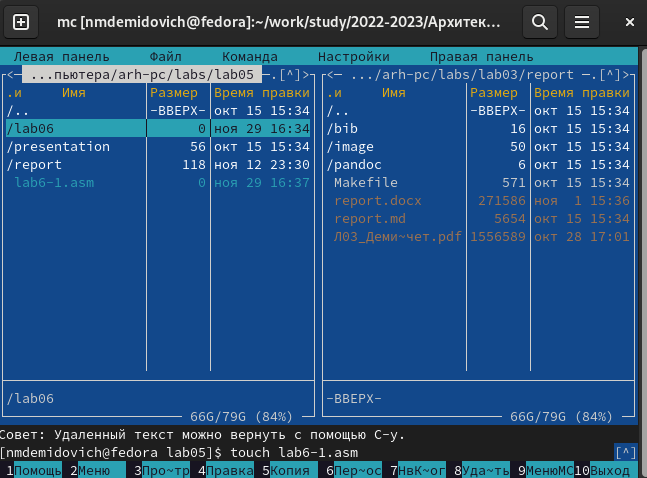 mc [nmdemidovich@fedora]:~/work/study/2022-2023/Архитек...
Левая панель Файл Команда Настройки Правая панель
<─ ...пьютера/arh-pc/labs/lab05 ─.[^]> <─ .../arh-pc/labs/lab03/report ─.[^]>
.и Имя Размер Время правки .и Имя Размер Время правки
/.. -ВВЕРХ- окт 15 15:34 /.. -ВВЕРХ- окт 15 15:34
/lab06 0 ноя 29 16:34 /bib 16 окт 15 15:34
/presentation 56 окт 15 15:34 /image 50 окт 15 15:34
/report 118 ноя 12 23:30 /pandoc 6 окт 15 15:34
lab6-1.asm 0 ноя 29 16:37 Makefile 571 окт 15 15:34
report.docx 271586 ноя 1 15:36
report.md 5654 окт 15 15:34
Л03_Деми~чет.pdf 1556589 окт 28 17:01
/lab06 -ВВЕРХ-
66G/79G (84%) 66G/79G (84%)
Совет: Удаленный текст можно вернуть с помощью C-y.
[nmdemidovich@fedora lab05]$ touch lab6-1.asm [^]
1Помощь 2Меню 3Про~тр 4Правка 5Копия 6Пер~ос 7НвК~ог 8Уда~ть 9МенюMC 10Выход